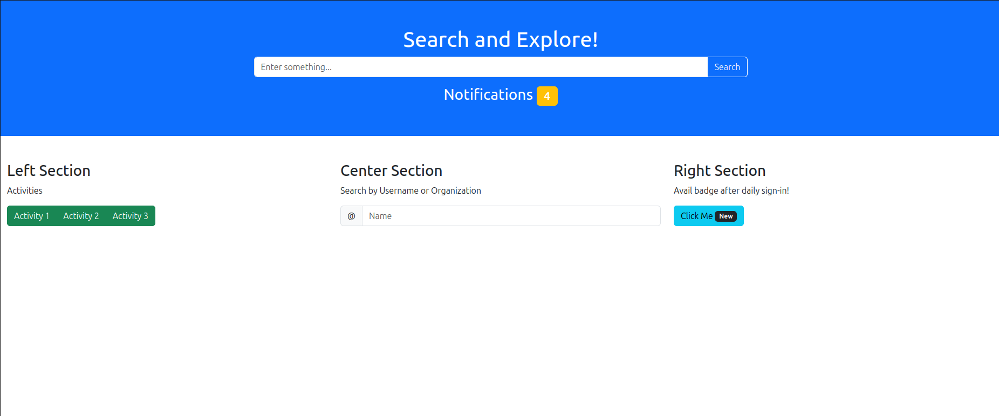 Search and Explore!
Enter something...
Search
Notifications 4
Left Section
Activities
Activity 1 Activity 2 Activity 3
Center Section
Search by Username or Organization
@ Name
Right Section
Avail badge after daily sign-in!
Click Me New